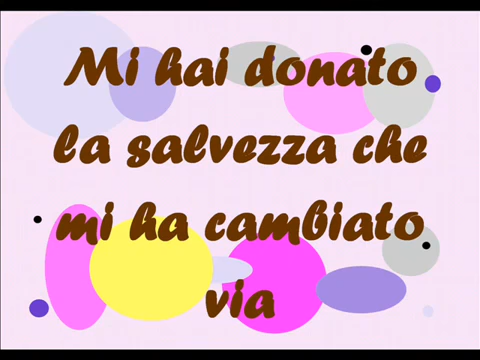 Mi hai donato
la salvezza che
mi ha cambiato
via